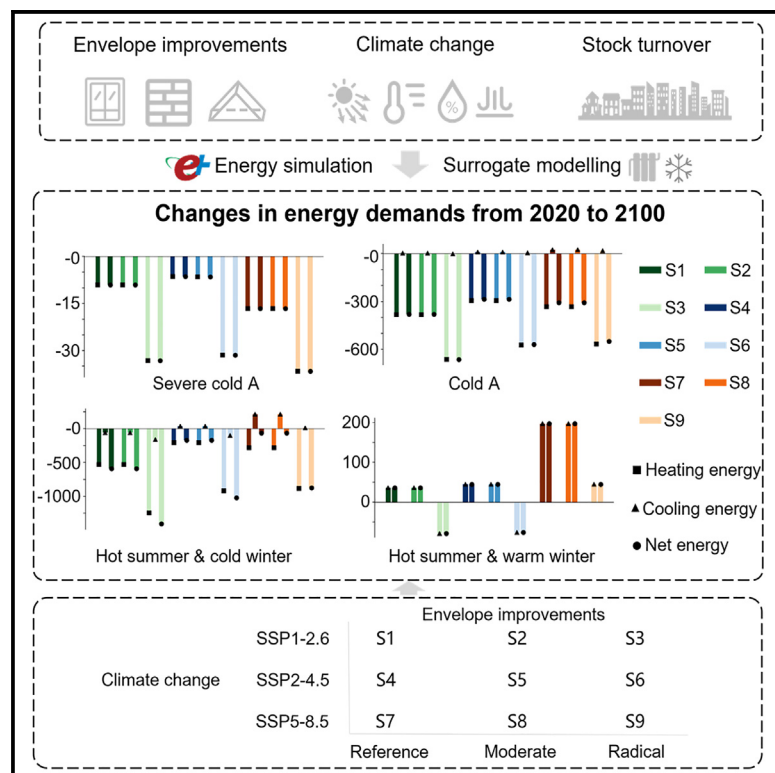 Envelope improvements Climate change Stock turnover
%
e+ Energy simulation Surrogate modelling
Changes in energy demands from 2020 to 2100
-0
-15
-30
Severe cold A
-0
-300
-600
Cold A
S1 S2
S3 S4
S5 S6
S7 S8
S9
Heating energy
Cooling energy
Net energy
-0
-500
-1000
Hot summer & cold winter
200
100
0
Hot summer & warm winter
Envelope improvements
SSP1-2.6 S1 S2 S3
Climate change SSP2-4.5 S4 S5 S6
SSP5-8.5 S7 S8 S9
Reference Moderate Radical